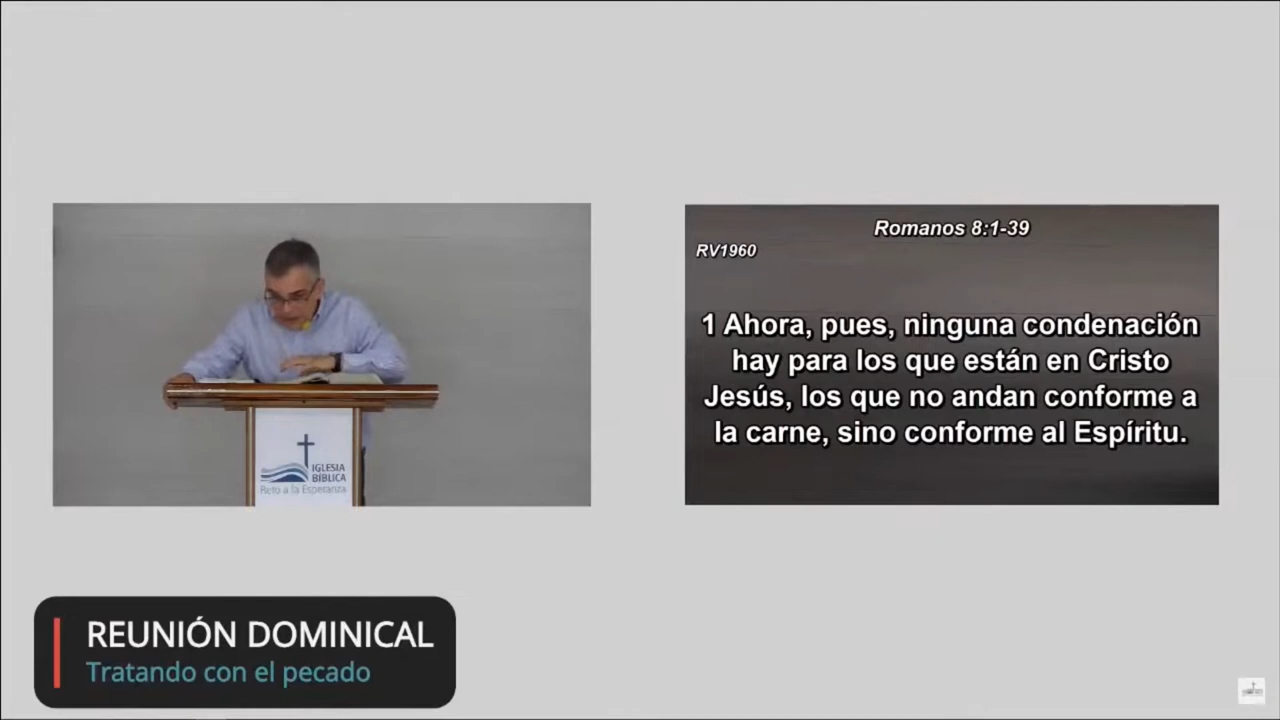 IGLESIA
BÍBLICA
Reto a la Esperanza
Romanos 8:1-39
RV1960
1 Ahora, pues, ninguna condenación
hay para los que están en Cristo
Jesús, los que no andan conforme a
la carne, sino conforme al Espíritu.
REUNIÓN DOMINICAL
Tratando con el pecado